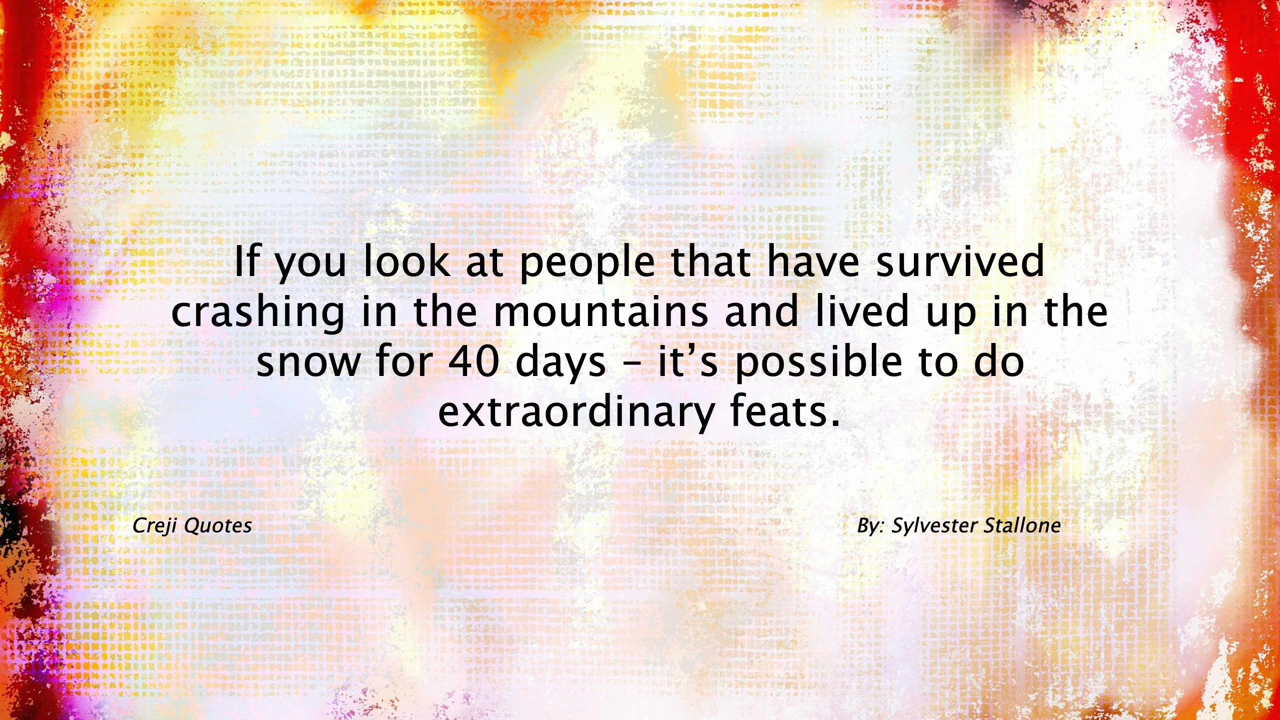 If you look at people that have survived
crashing in the mountains and lived up in the
snow for 40 days – it’s possible to do
extraordinary feats.
Creji Quotes
By: Sylvester Stallone